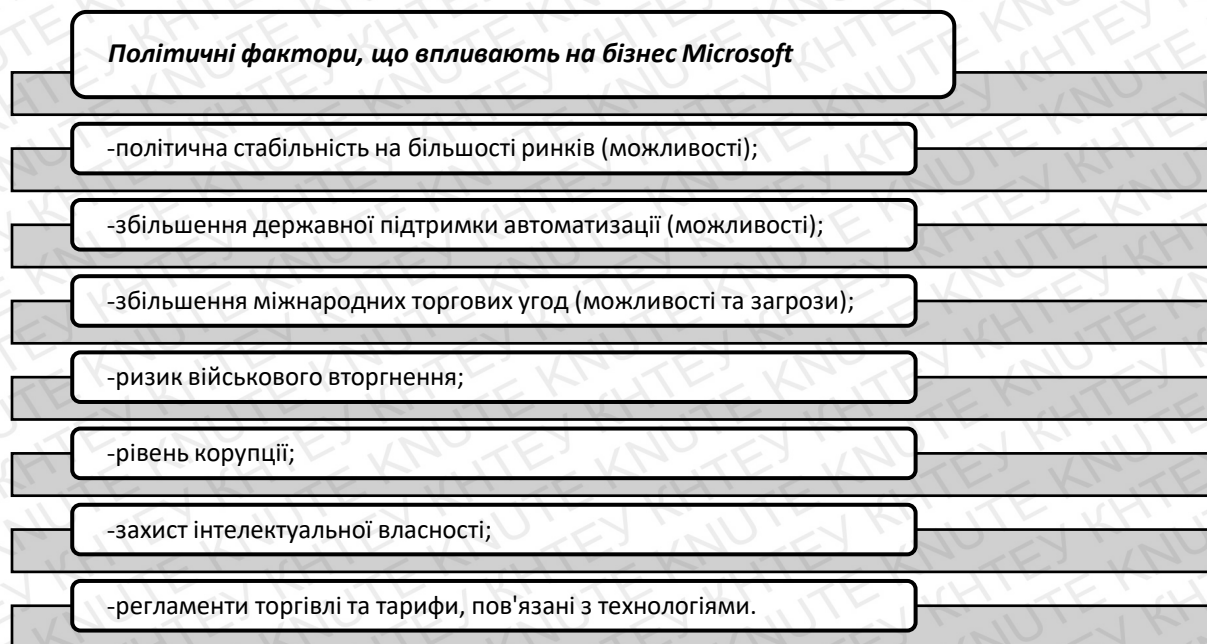 Політичні фактори, що впливають на бізнес Microsoft
-політична стабільність на більшості ринків (можливості);
-збільшення державної підтримки автоматизації (можливості);
-збільшення міжнародних торгових угод (можливості та загрози);
-ризик військового вторгнення;
-рівень корупції;
-захист інтелектуальної власності;
-регламенти торгівлі та тарифи, пов'язані з технологіями.